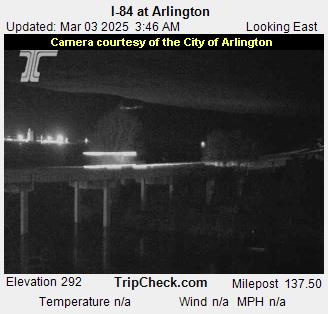 I-84 at Arlington
Updated: Mar 03 2025 3:46 AM Looking East
Camera courtesy of the City of Arlington
Elevation 292 TripCheck.com Milepost 137.50
Temperature n/a Wind n/a MPH n/a